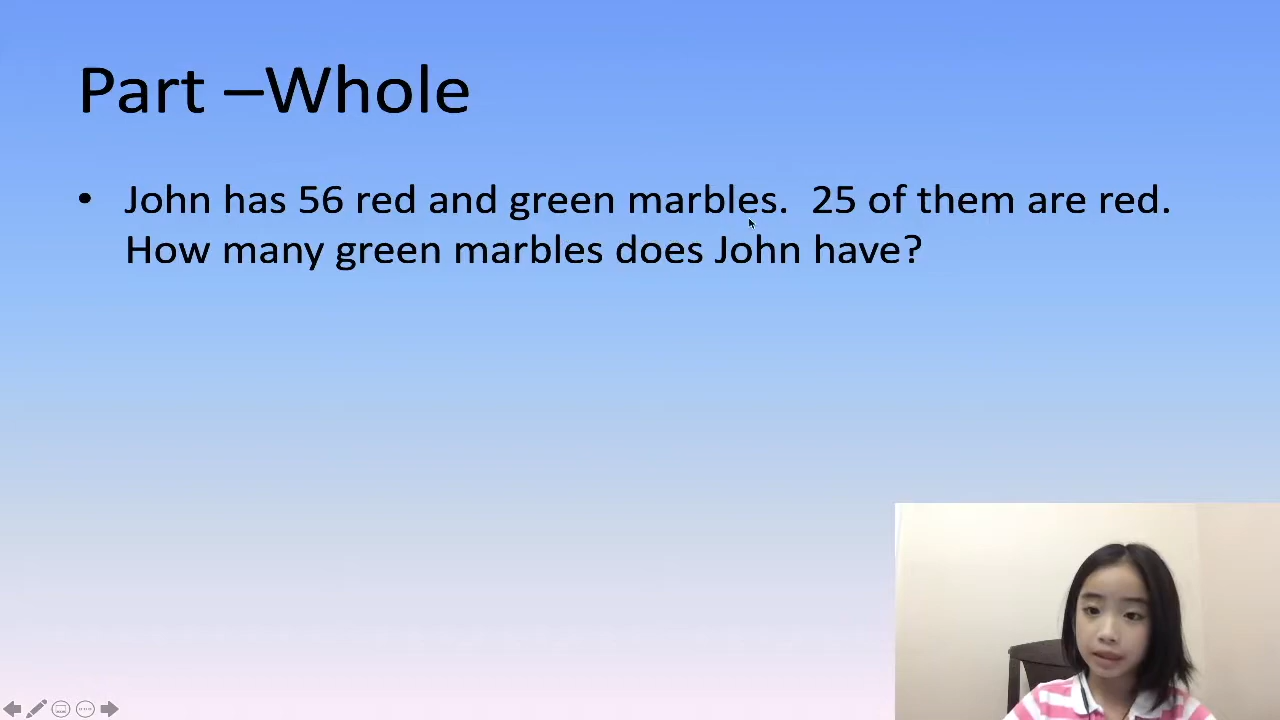 Part –Whole
• John has 56 red and green marbles.  25 of them are red.
How many green marbles does John have?